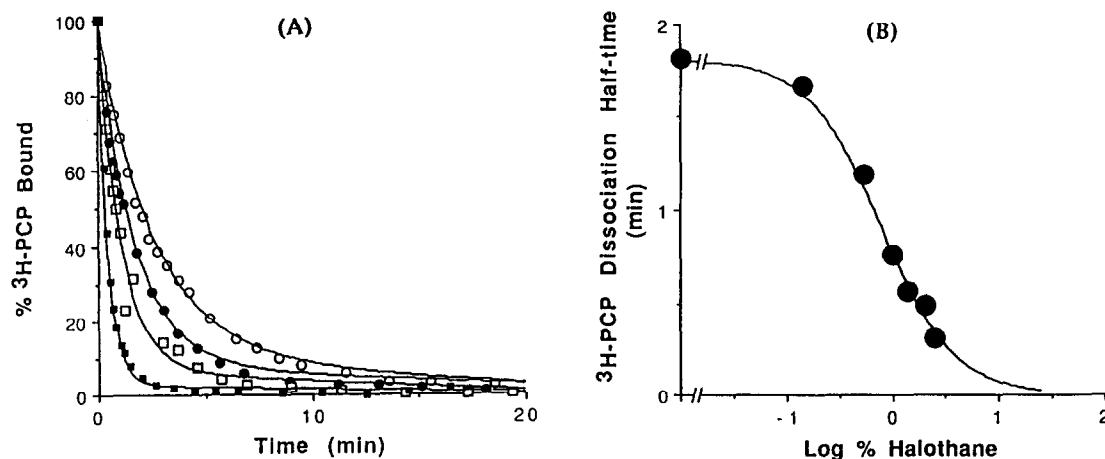 (A)
100
80
60
40
20
0
10
20
% ³H-PCP Bound
Time (min)
(B)
2
1
0
-1
0
1
2
³H-PCP Dissociation Half-time
(min)
Log % Halothane